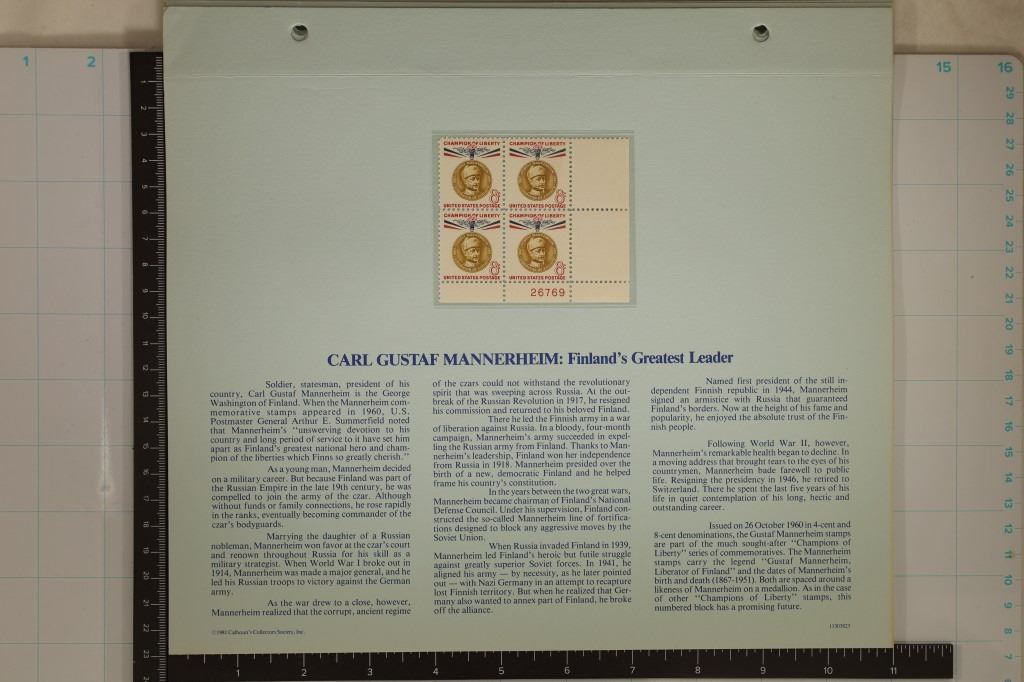 CHAMPION OF LIBERTY
CHAMPION OF LIBERTY
8¢
8¢
UNITED STATES POSTAGE
UNITED STATES POSTAGE
CHAMPION OF LIBERTY
CHAMPION OF LIBERTY
8¢
8¢
UNITED STATES POSTAGE
UNITED STATES POSTAGE
26769
CARL GUSTAF MANNERHEIM: Finland's Greatest Leader
Soldier, statesman, president of his
country, Carl Gustaf Mannerheim is the George
Washington of Finland. When the Mannerheim com-
memorative stamps appeared in 1960, U.S.
Postmaster General Arthur E. Summerfield noted
that Mannerheim's "unswerving devotion to his
country and long period of service to it have set him
apart as Finland's greatest national hero and cham-
pion of the liberties which Finns so greatly cherish."
As a young man, Mannerheim decided
on a military career. But because Finland was part of
the Russian Empire in the late 19th century, he was
compelled to join the army of the czar. Although
without funds or family connections, he rose rapidly
in the ranks, eventually becoming commander of the
czar's bodyguards.
Marrying the daughter of a Russian
nobleman, Mannerheim won favor at the czar's court
and renown throughout Russia for his skill as a
military strategist. When World War I broke out in
1914, Mannerheim was made a major general, and he
led his Russian troops to victory against the German
army.
As the war drew to a close, however,
Mannerheim realized that the corrupt, ancient regime
of the czars could not withstand the revolutionary
spirit that was sweeping across Russia. At the out-
break of the Russian Revolution in 1917, he resigned
his commission and returned to his beloved Finland.
There he led the Finnish army in a war
of liberation against Russia. In a bloody, four-month
campaign, Mannerheim's army succeeded in expel-
ling the Russian army from Finland. Thanks to Man-
nerheim's leadership, Finland won her independence
from Russia in 1918. Mannerheim presided over the
birth of a new, democratic Finland and he helped
frame his country's constitution.
In the years between the two great wars,
Mannerheim became chairman of Finland's National
Defense Council. Under his supervision, Finland con-
structed the so-called Mannerheim line of fortifica-
tions designed to block any aggressive moves by the
Soviet Union.
When Russia invaded Finland in 1939,
Mannerheim led Finland's heroic but futile struggle
against greatly superior Soviet forces. In 1941, he
aligned his army — by necessity, as he later pointed
out — with Nazi Germany in an attempt to recapture
lost Finnish territory. But when he realized that Ger-
many also wanted to annex part of Finland, he broke
off the alliance.
Named first president of the still in-
dependent Finnish republic in 1944, Mannerheim
signed an armistice with Russia that guaranteed
Finland's borders. Now at the height of his fame and
popularity, he enjoyed the absolute trust of the Fin-
nish people.
Following World War II, however,
Mannerheim's remarkable health began to decline. In
a moving address that brought tears to the eyes of his
countrymen, Mannerheim bade farewell to public
life. Resigning the presidency in 1946, he retired to
Switzerland. There he spent the last five years of his
life in quiet contemplation of his long, hectic and
outstanding career.
Issued on 26 October 1960 in 4-cent and
8-cent denominations, the Gustaf Mannerheim stamps
are part of the much sought-after "Champions of
Liberty" series of commemoratives. The Mannerheim
stamps carry the legend "Gustaf Mannerheim,
Liberator of Finland" and the dates of Mannerheim's
birth and death (1867-1951). Both are spaced around a
likeness of Mannerheim on a medallion. As in the case
of other "Champions of Liberty" stamps, this
numbered block has a promising future.
© 1981 Calhoun's Collectors Society, Inc.
1 2
15 16
1 2 3 4 5 6 7 8 9 10 11